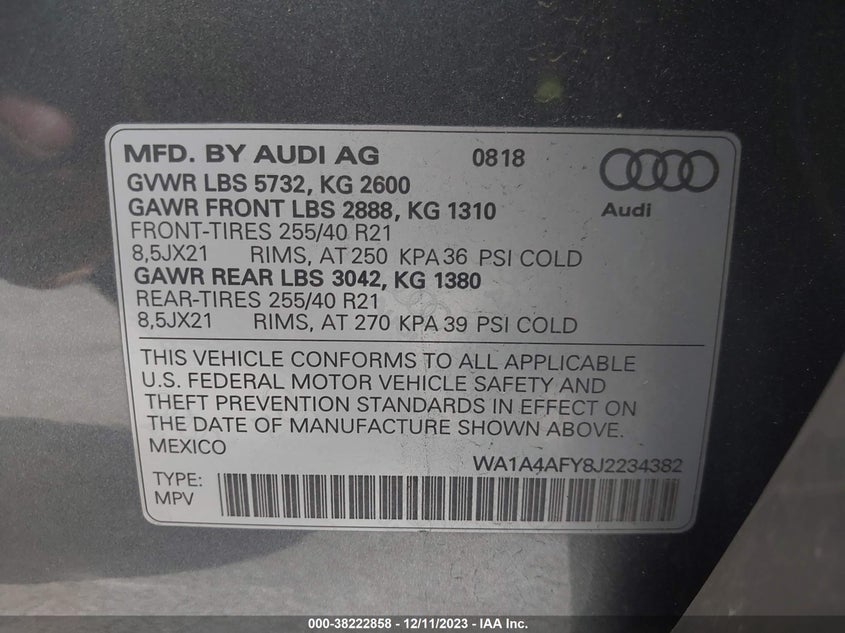 MFD. BY AUDI AG 0818
GVWR LBS 5732, KG 2600
GAWR FRONT LBS 2888, KG 1310
Audi
FRONT-TIRES 255/40 R21
8,5JX21 RIMS, AT 250 KPA 36 PSI COLD
GAWR REAR LBS 3042, KG 1380
REAR-TIRES 255/40 R21
8,5JX21 RIMS, AT 270 KPA 39 PSI COLD
THIS VEHICLE CONFORMS TO ALL APPLICABLE
U.S. FEDERAL MOTOR VEHICLE SAFETY AND
THEFT PREVENTION STANDARDS IN EFFECT ON
THE DATE OF MANUFACTURE SHOWN ABOVE.
MEXICO
WA1A4AFY8J2234382
TYPE:
MPV
000-38222858 - 12/11/2023 - IAA Inc.